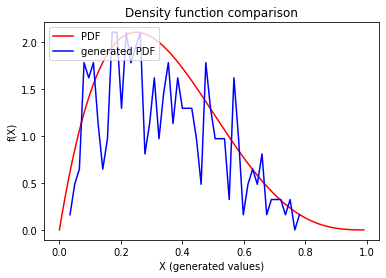 Density function comparison
PDF
generated PDF
f(X)
2.0
1.5
1.0
0.5
0.0
0.0 0.2 0.4 0.6 0.8 1.0
X (generated values)